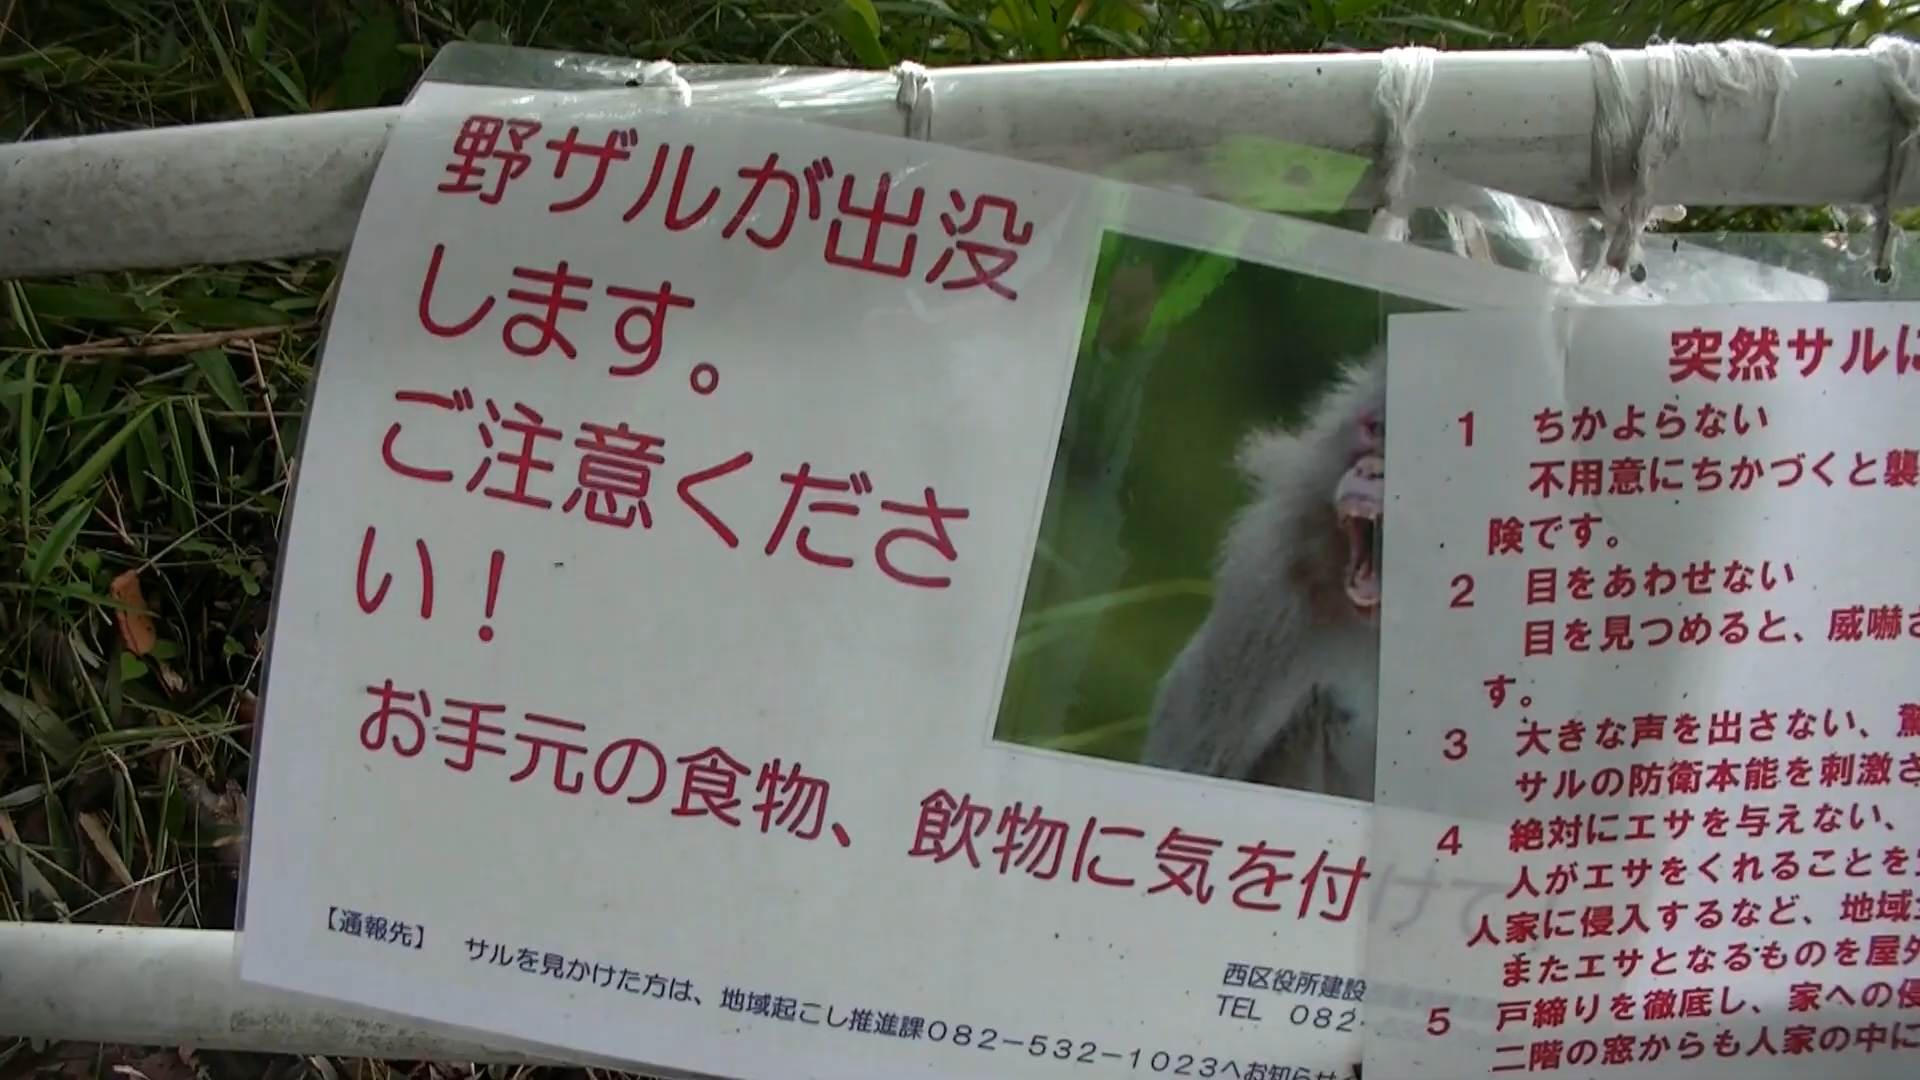 野ザルが出没
します。
ご注意くださ
い！
お手元の食物、飲物に気を付けて
【通報先】　サルを見かけた方は、地域起こし推進課０８２－５３２－１０２３へお知らせ
西区役所建設
TEL　０８２
突然サルに
１　ちかよらない
不用意にちかづくと襲
険です。
２　目をあわせない
目を見つめると、威嚇さ
す。
３　大きな声を出さない、驚
サルの防衛本能を刺激さ
４　絶対にエサを与えない、
人がエサをくれることを
人家に侵入するなど、地域
またエサとなるものを屋外
５　戸締りを徹底し、家への侵
二階の窓からも人家の中に